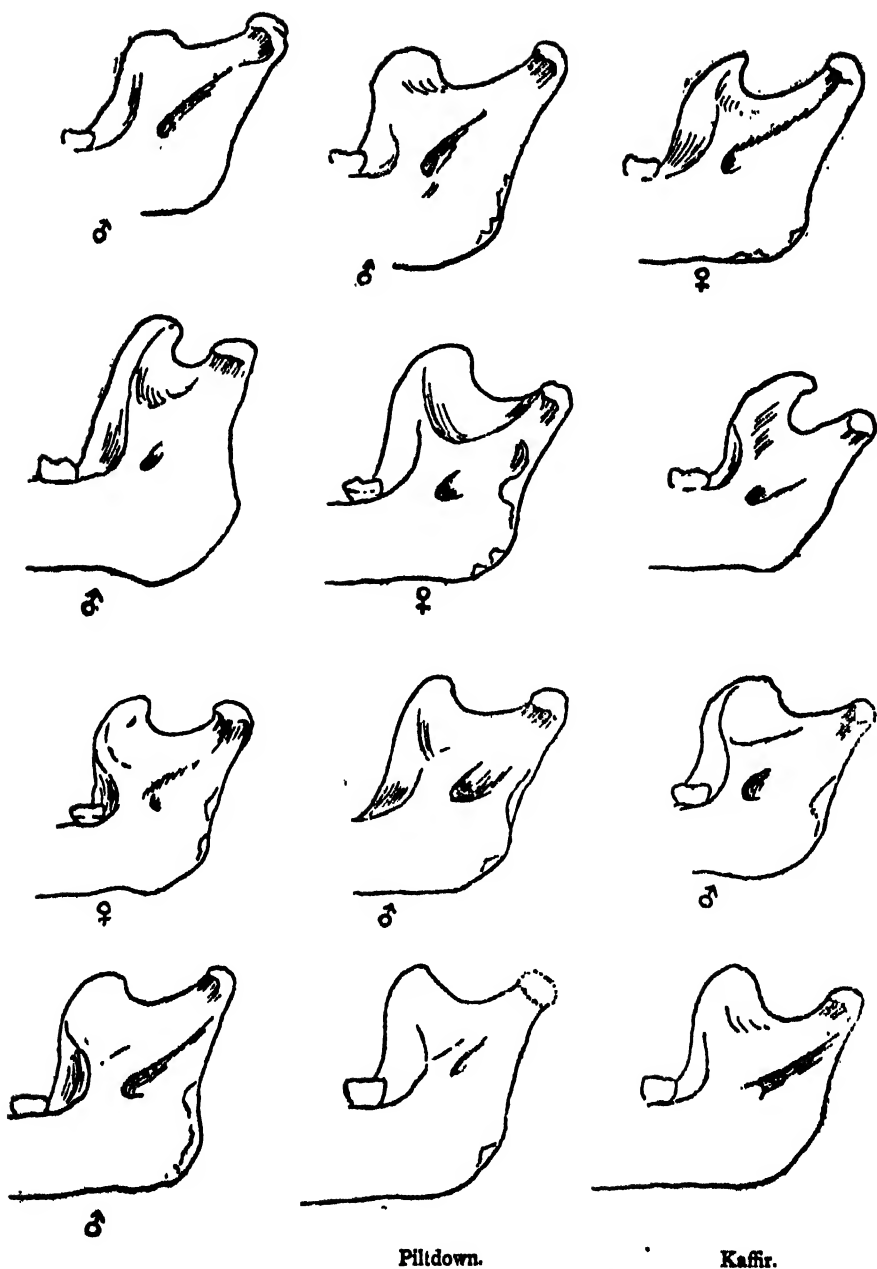 ♂
♂ ♀
♂ ♀
♀ ♂ ♂
♂
Piltdown. Kaffir.